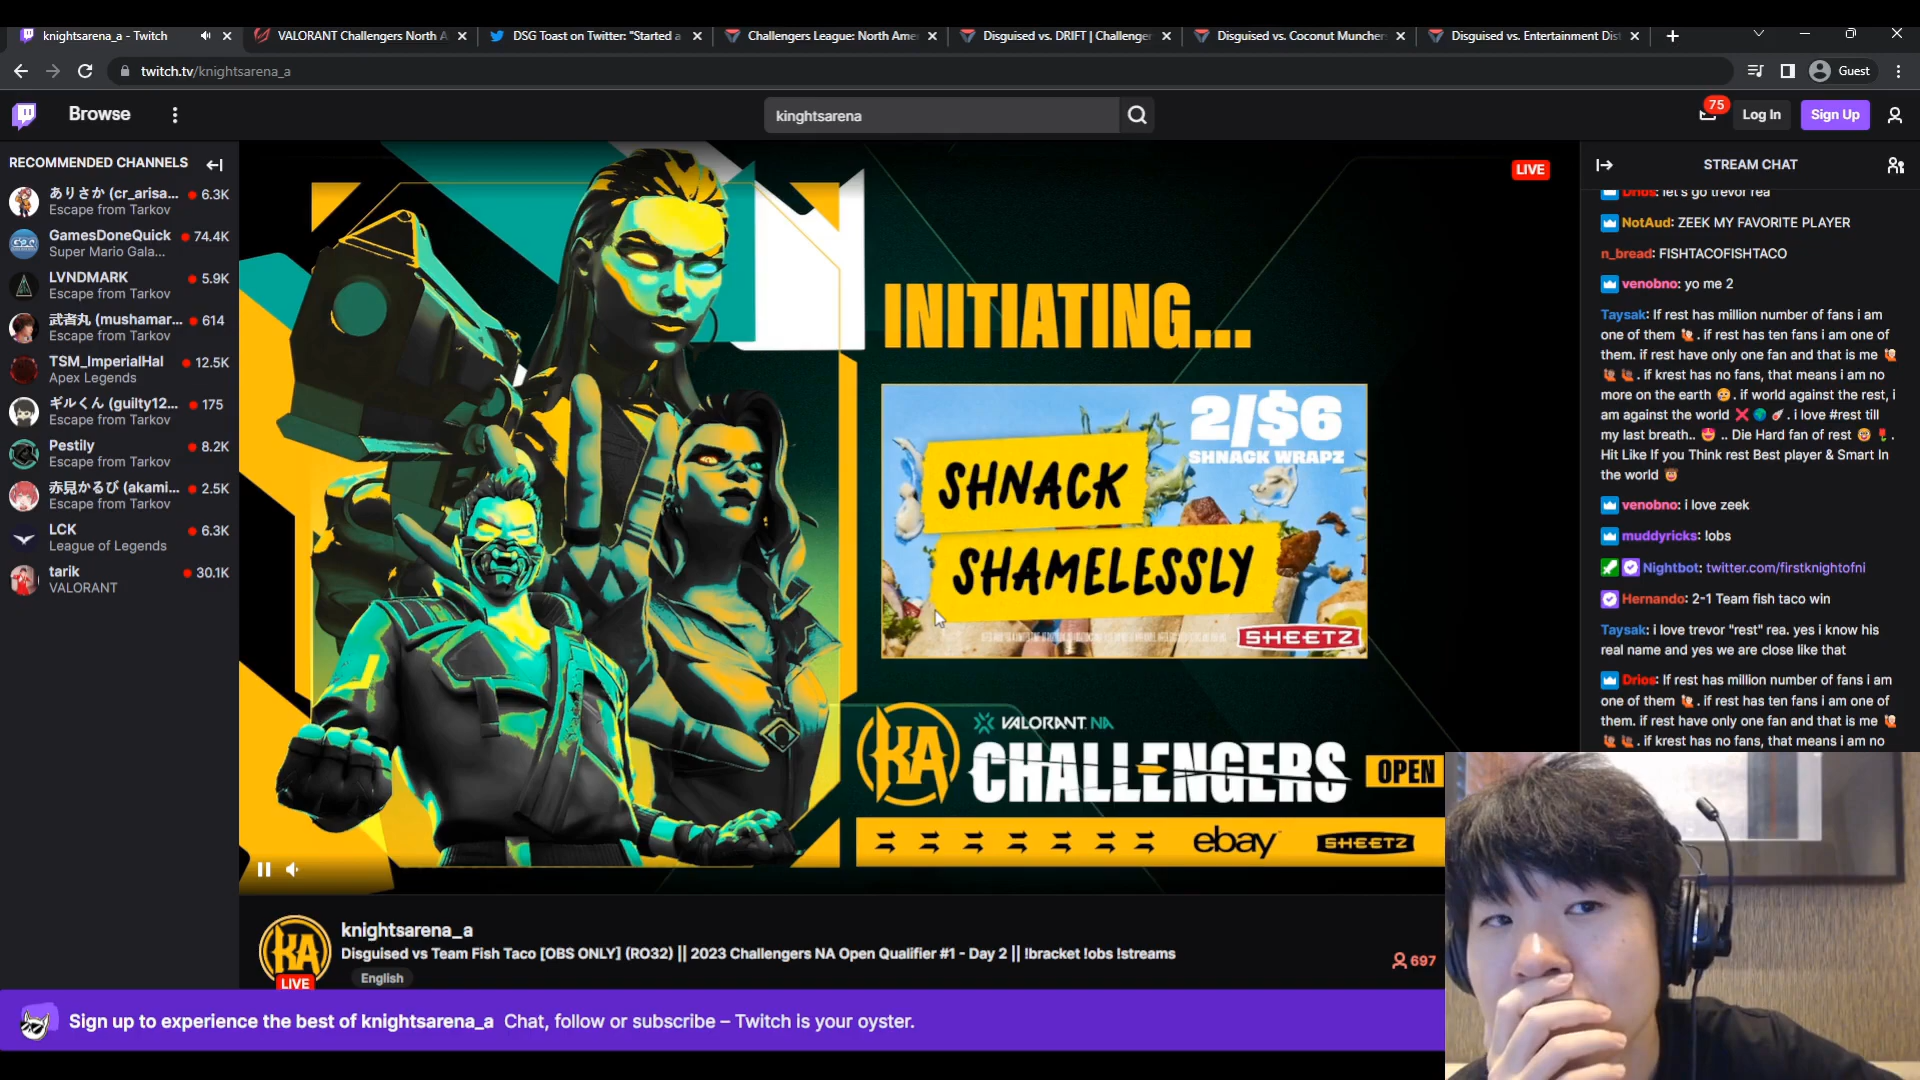 knightsarena_a - Twitch
VALORANT Challengers North A
DSG Toast on Twitter: "Started a
Challengers League: North Ame
Disguised vs. DRIFT | Challenger
Disguised vs. Coconut Muncher
Disguised vs. Entertainment Dist
twitch.tv/knightsarena_a
Guest
Browse
kinghtsarena
75
Log In
Sign Up
RECOMMENDED CHANNELS
ありさか (cr_arisa... 6.3K
Escape from Tarkov
GamesDoneQuick 74.4K
Super Mario Gala...
LVNDMARK 5.9K
Escape from Tarkov
武者丸 (mushamar... 614
Escape from Tarkov
TSM_ImperialHal 12.5K
Apex Legends
ギルくん (guilty12... 175
Escape from Tarkov
Pestily 8.2K
Escape from Tarkov
赤見かるび (akami... 2.5K
Escape from Tarkov
LCK 6.3K
League of Legends
tarik 30.1K
VALORANT
LIVE
INITIATING...
2/$6
SHNACK WRAPZ
SHNACK
SHAMELESSLY
SHEETZ
KA
VALORANT NA
CHALLENGERS
OPEN
ebay
SHEETZ
STREAM CHAT
Drios: let's go trevor rea
NotAud: ZEEK MY FAVORITE PLAYER
n_bread: FISHTACOFISHTACO
venobno: yo me 2
Taysak: If rest has million number of fans i am
one of them 🙋. if rest has ten fans i am one of
them. if rest have only one fan and that is me 🙋
🙋 🙋. if krest has no fans, that means i am no
more on the earth 😢. if world against the rest, i
am against the world ❌ 🌎 ☄. i love #rest till
my last breath.. 😍 .. Die Hard fan of rest
Hit Like If you Think rest Best player & Smart In
the world
venobno: i love zeek
muddyricks: !obs
Nightbot: twitter.com/firstknightofni
Hernando: 2-1 Team fish taco win
Taysak: i love trevor "rest" rea. yes i know his
real name and yes we are close like that
Drios: If rest has million number of fans i am
one of them 🙋. if rest has ten fans i am one of
them. if rest have only one fan and that is me 🙋
🙋 🙋. if krest has no fans, that means i am no
KA
LIVE
knightsarena_a
Disguised vs Team Fish Taco [OBS ONLY] (RO32) || 2023 Challengers NA Open Qualifier #1 - Day 2 || !bracket !obs !streams
English
697
Sign up to experience the best of knightsarena_a Chat, follow or subscribe – Twitch is your oyster.